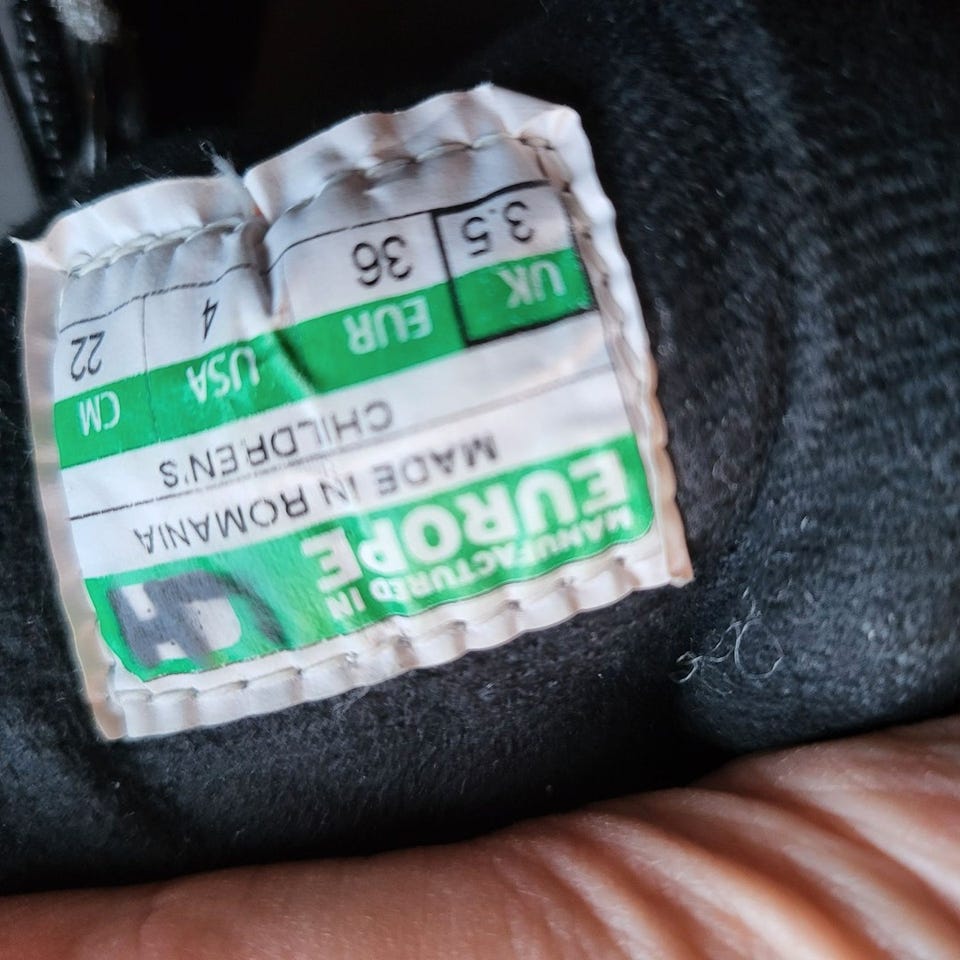 MANUFACTURED IN
EUROPE
MADE IN ROMANIA
CHILDREN'S
UK EUR USA CM
3.5 36 4 22